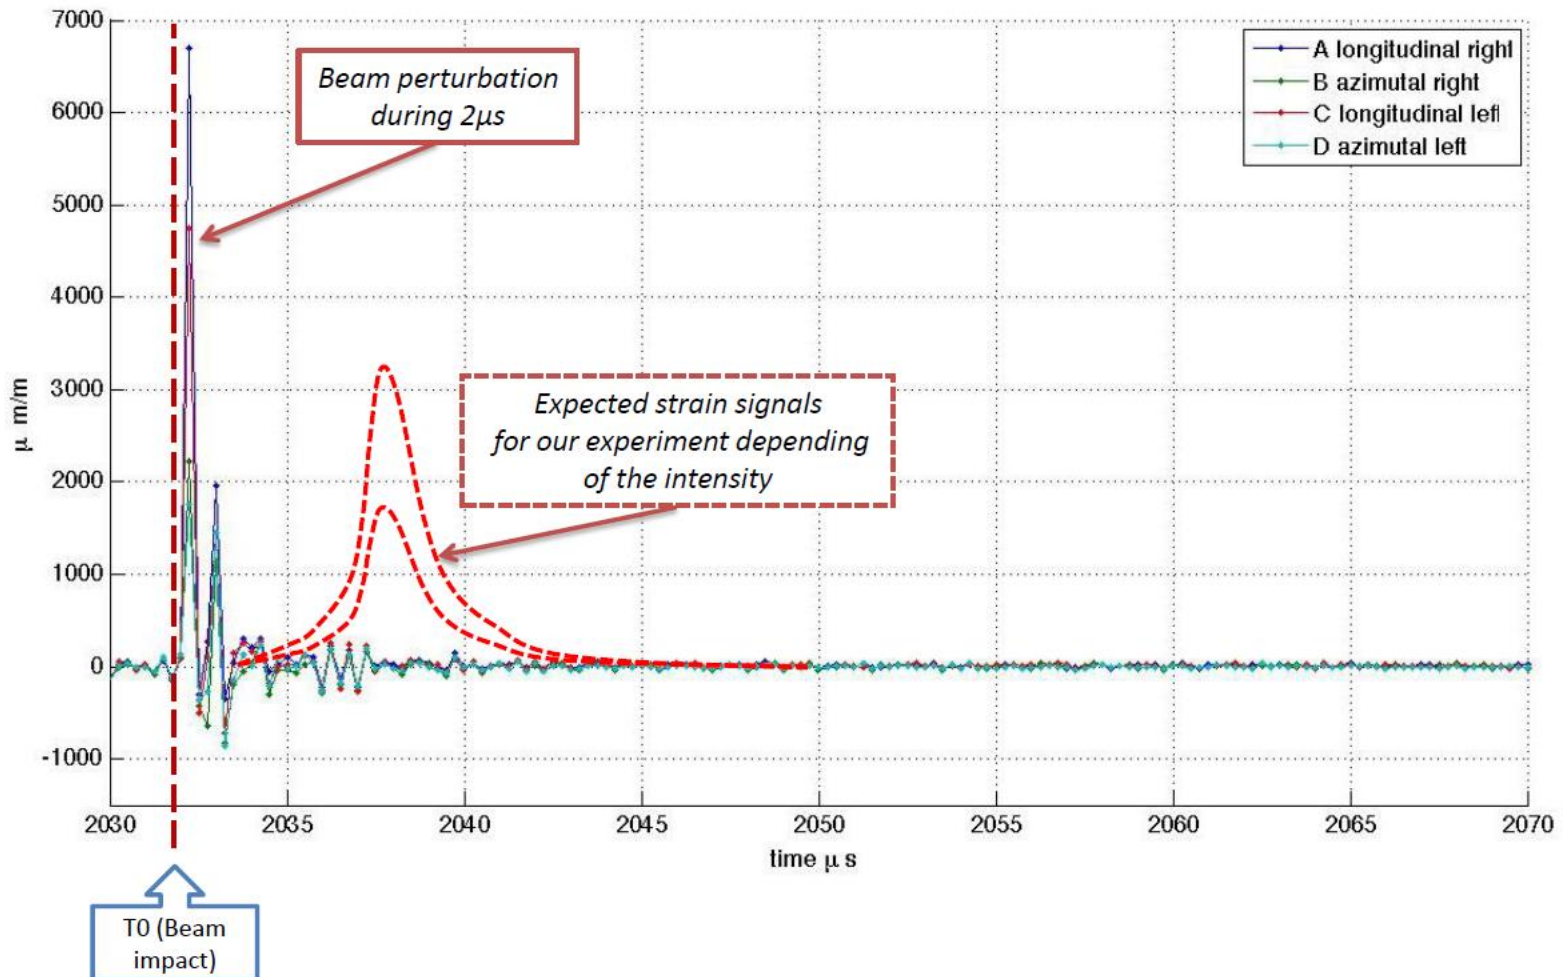 7000
6000
5000
4000
3000
2000
1000
0
-1000
μ m/m
Beam perturbation
during 2μs
A longitudinal right
B azimutal right
C longitudinal left
D azimutal left
Expected strain signals
for our experiment depending
of the intensity
2030 2035 2040 2045 2050 2055 2060 2065 2070
time μ s
T0 (Beam
impact)